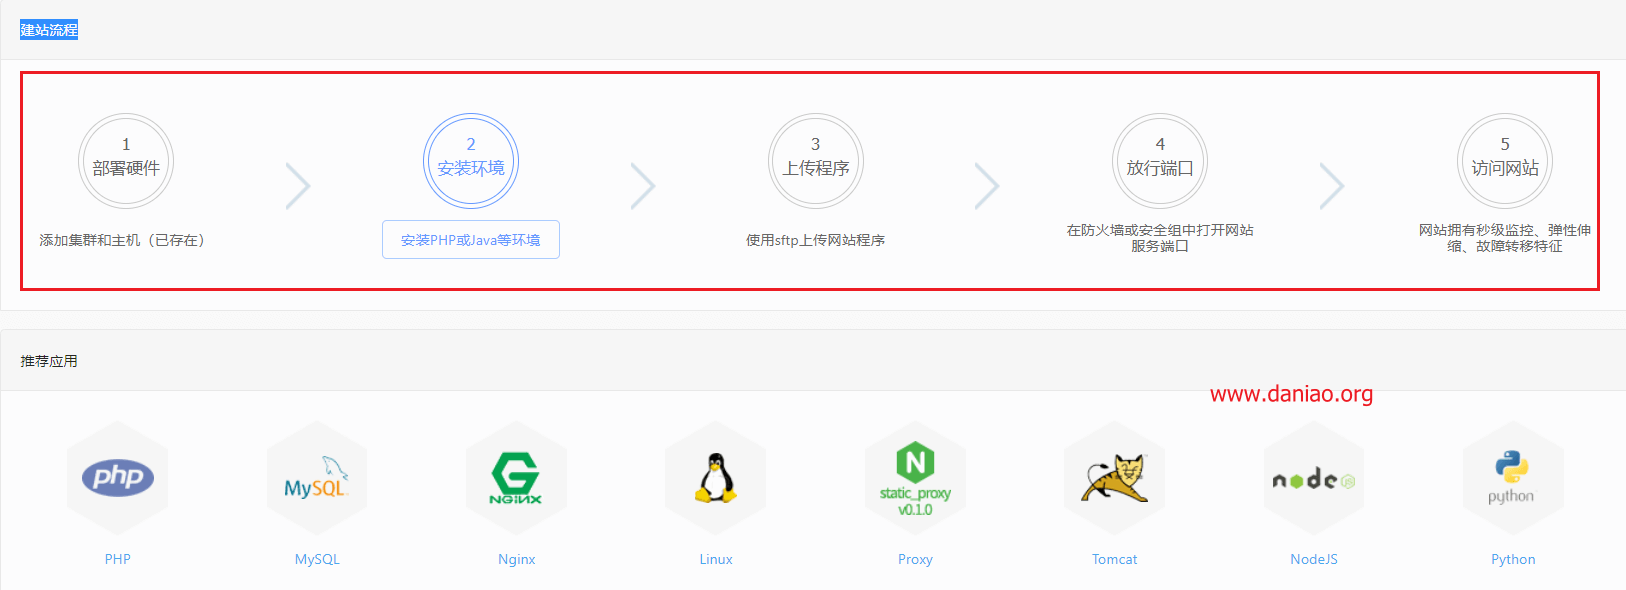 建站流程
1
部署硬件
添加集群和主机（已存在）
2
安装环境
安装PHP或Java等环境
3
上传程序
使用sftp上传网站程序
4
放行端口
在防火墙或安全组中打开网站
服务端口
5
访问网站
网站拥有秒级监控、弹性伸
缩、故障转移特征
推荐应用
www.daniao.org
php
MySQL
NGINX
N
static_proxy
v0.1.0
node
JS
python
PHP
MySQL
Nginx
Linux
Proxy
Tomcat
NodeJS
Python